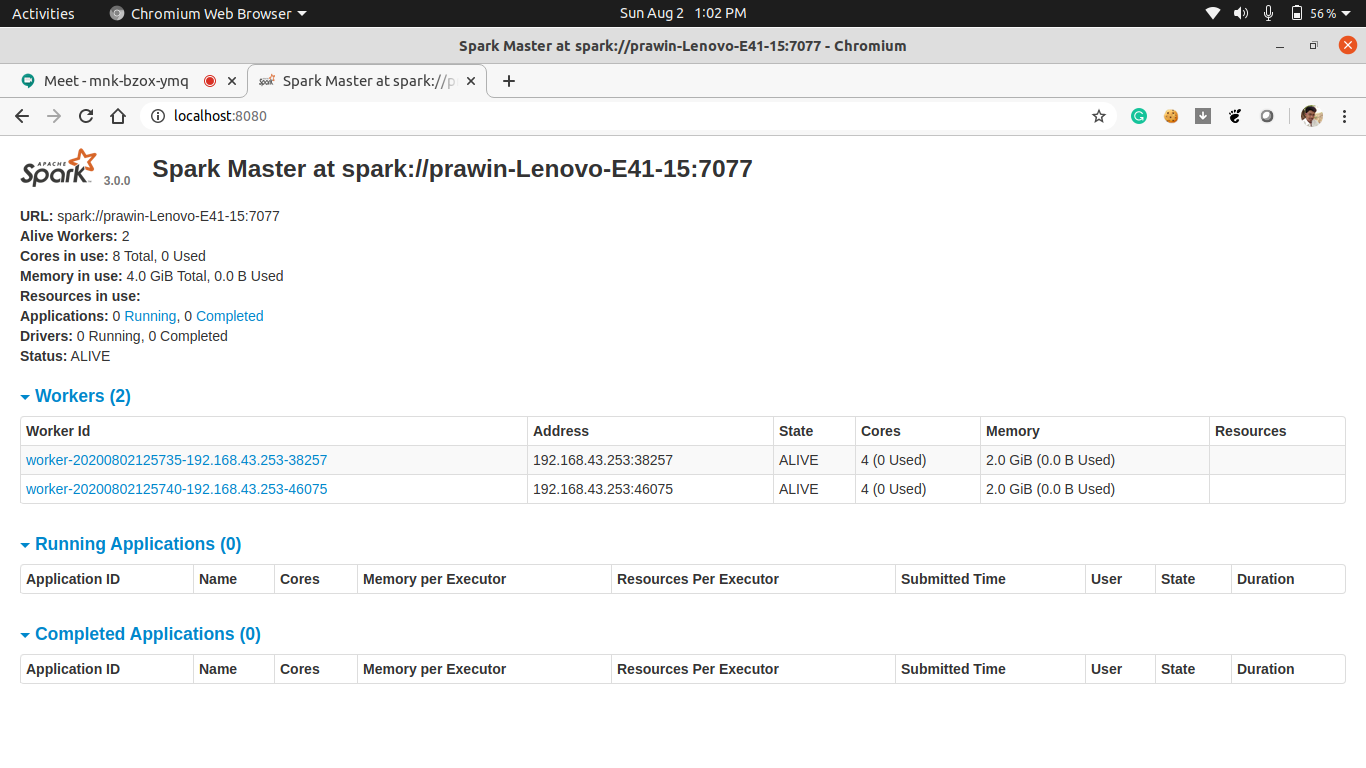 Activities Chromium Web Browser Sun Aug 2 1:02 PM 56 %
Spark Master at spark://prawin-Lenovo-E41-15:7077 - Chromium
Meet - mnk-bzox-ymq Spark Master at spark://p
localhost:8080
APACHE Spark 3.0.0 Spark Master at spark://prawin-Lenovo-E41-15:7077
URL: spark://prawin-Lenovo-E41-15:7077
Alive Workers: 2
Cores in use: 8 Total, 0 Used
Memory in use: 4.0 GiB Total, 0.0 B Used
Resources in use:
Applications: 0 Running, 0 Completed
Drivers: 0 Running, 0 Completed
Status: ALIVE
Workers (2)
Worker Id Address State Cores Memory Resources
worker-20200802125735-192.168.43.253-38257 192.168.43.253:38257 ALIVE 4 (0 Used) 2.0 GiB (0.0 B Used)
worker-20200802125740-192.168.43.253-46075 192.168.43.253:46075 ALIVE 4 (0 Used) 2.0 GiB (0.0 B Used)
Running Applications (0)
Application ID Name Cores Memory per Executor Resources Per Executor Submitted Time User State Duration
Completed Applications (0)
Application ID Name Cores Memory per Executor Resources Per Executor Submitted Time User State Duration